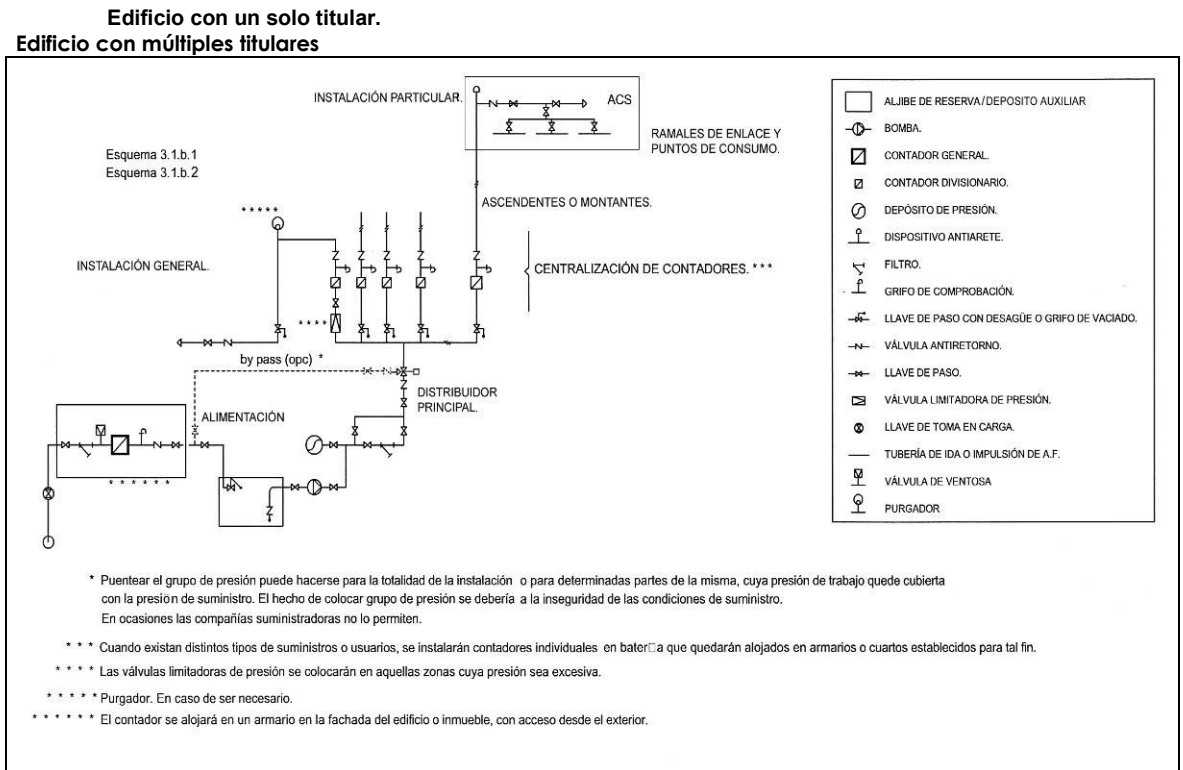 Edificio con un solo titular.
Edificio con múltiples titulares
INSTALACIÓN PARTICULAR.
ACS
RAMALES DE ENLACE Y
PUNTOS DE CONSUMO.
Esquema 3.1.b.1
Esquema 3.1.b.2
ASCENDENTES O MONTANTES.
* * * * *
INSTALACIÓN GENERAL.
CENTRALIZACIÓN DE CONTADORES. * * *
* * * *
by pass (opc) *
DISTRIBUIDOR
PRINCIPAL.
ALIMENTACIÓN
* * * * * *
ALJIBE DE RESERVA/DEPOSITO AUXILIAR
BOMBA.
CONTADOR GENERAL.
CONTADOR DIVISIONARIO.
DEPÓSITO DE PRESIÓN.
DISPOSITIVO ANTIARETE.
FILTRO.
GRIFO DE COMPROBACIÓN.
LLAVE DE PASO CON DESAGÜE O GRIFO DE VACIADO.
VÁLVULA ANTIRETORNO.
LLAVE DE PASO.
VÁLVULA LIMITADORA DE PRESIÓN.
LLAVE DE TOMA EN CARGA.
TUBERÍA DE IDA O IMPULSIÓN DE A.F.
VÁLVULA DE VENTOSA
PURGADOR
* Puentear el grupo de presión puede hacerse para la totalidad de la instalación o para determinadas partes de la misma, cuya presión de trabajo quede cubierta
con la presión de suministro. El hecho de colocar grupo de presión se debería a la inseguridad de las condiciones de suministro.
En ocasiones las compañías suministradoras no lo permiten.
* * * Cuando existan distintos tipos de suministros o usuarios, se instalarán contadores individuales en bater□a que quedarán alojados en armarios o cuartos establecidos para tal fin.
* * * * Las válvulas limitadoras de presión se colocarán en aquellas zonas cuya presión sea excesiva.
* * * * * Purgador. En caso de ser necesario.
* * * * * * El contador se alojará en un armario en la fachada del edificio o inmueble, con acceso desde el exterior.